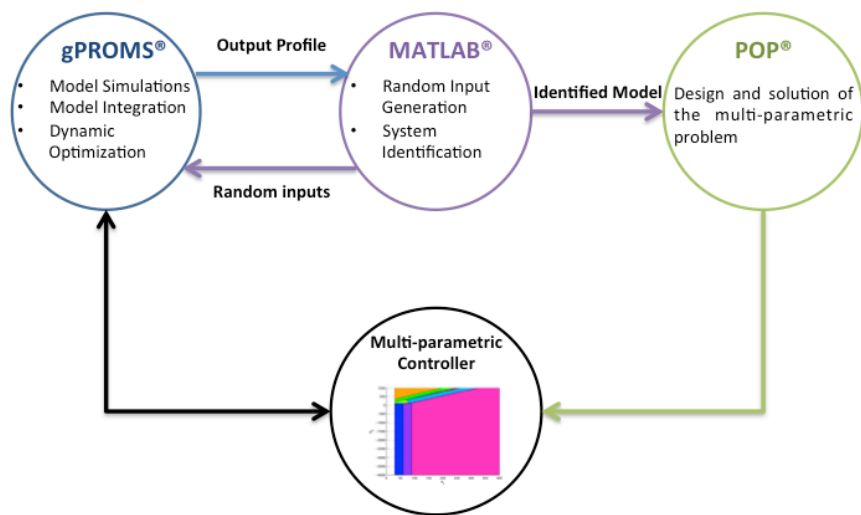 gPROMS®
• Model Simulations
• Model Integration
• Dynamic
Optimization
Output Profile
Random inputs
MATLAB®
• Random Input
Generation
• System
Identification
Identified Model
POP®
Design and solution of
the multi-parametric
problem
Multi-parametric
Controller